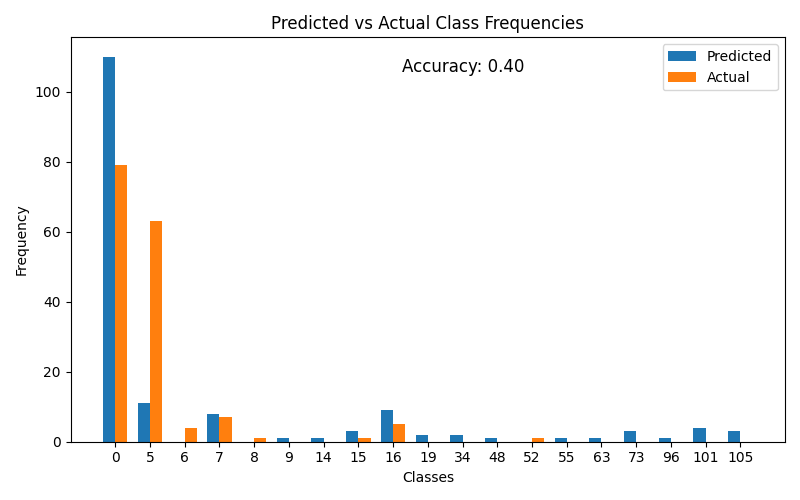 Predicted vs Actual Class Frequencies
Accuracy: 0.40
Predicted
Actual
Frequency
100
80
60
40
20
0
0 5 6 7 8 9 14 15 16 19 34 48 52 55 63 73 96 101 105
Classes